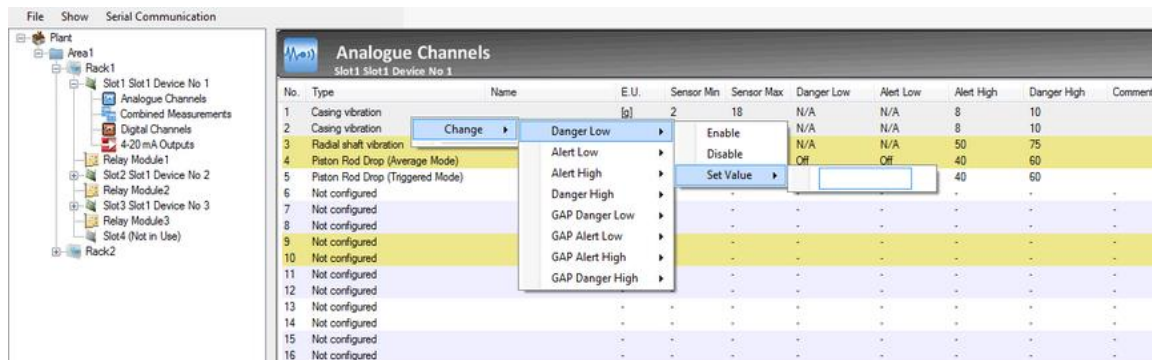 File Show Serial Communication
Plant
Area1
Rack1
Slot1 Slot1 Device No 1
Analogue Channels
Combined Measurements
Digital Channels
4-20 mA Outputs
Relay Module1
Slot2 Slot1 Device No 2
Relay Module2
Slot3 Slot1 Device No 3
Relay Module3
Slot4 (Not in Use)
Rack2
Analogue Channels
Slot1 Slot1 Device No 1
No. Type Name E.U. Sensor Min Sensor Max Danger Low Alert Low Alert High Danger High Comment
1 Casing vibration [g] 2 18 N/A N/A 8 10
2 Casing vibration N/A N/A 8 10
3 Radial shaft vibration N/A N/A 50 75
4 Piston Rod Drop (Average Mode) Off Off 40 60
5 Piston Rod Drop (Triggered Mode) 40 60
6 Not configured - - - - - - -
7 Not configured - - - - - -
8 Not configured - - - - - -
9 Not configured - - - - - -
10 Not configured - - - - - -
11 Not configured - - - - - -
12 Not configured - - - - - -
13 Not configured - - - - - - - -
14 Not configured - - - - - - - -
15 Not configured - - - - - - - -
16 Not configured - - - - - - - -
Change
Danger Low
Alert Low
Alert High
Danger High
GAP Danger Low
GAP Alert Low
GAP Alert High
GAP Danger High
Enable
Disable
Set Value